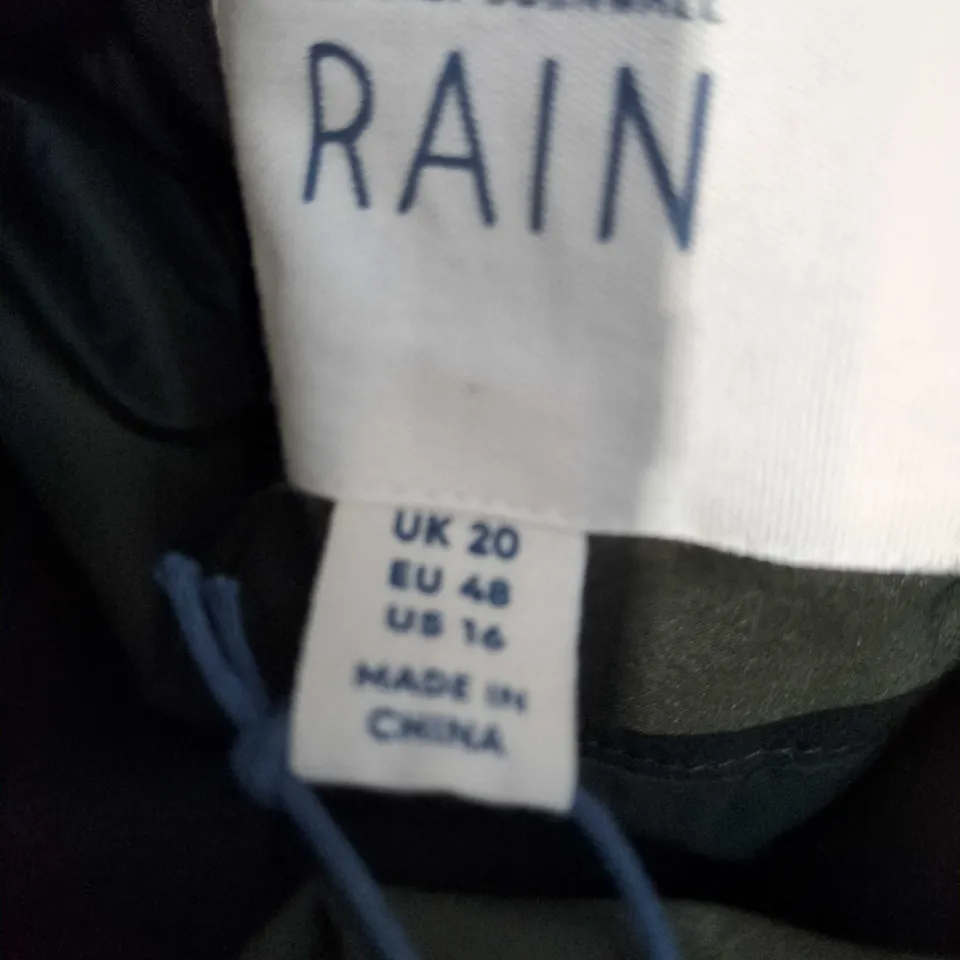 RAIN
UK 20
EU 48
US 16
MADE IN
CHINA